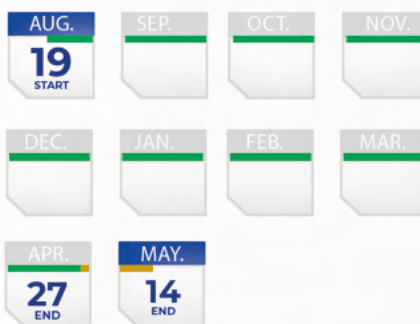 AUG.
19
START
SEP.
OCT.
NOV.
DEC.
JAN.
FEB.
MAR.
APR.
27
END
MAY.
14
END